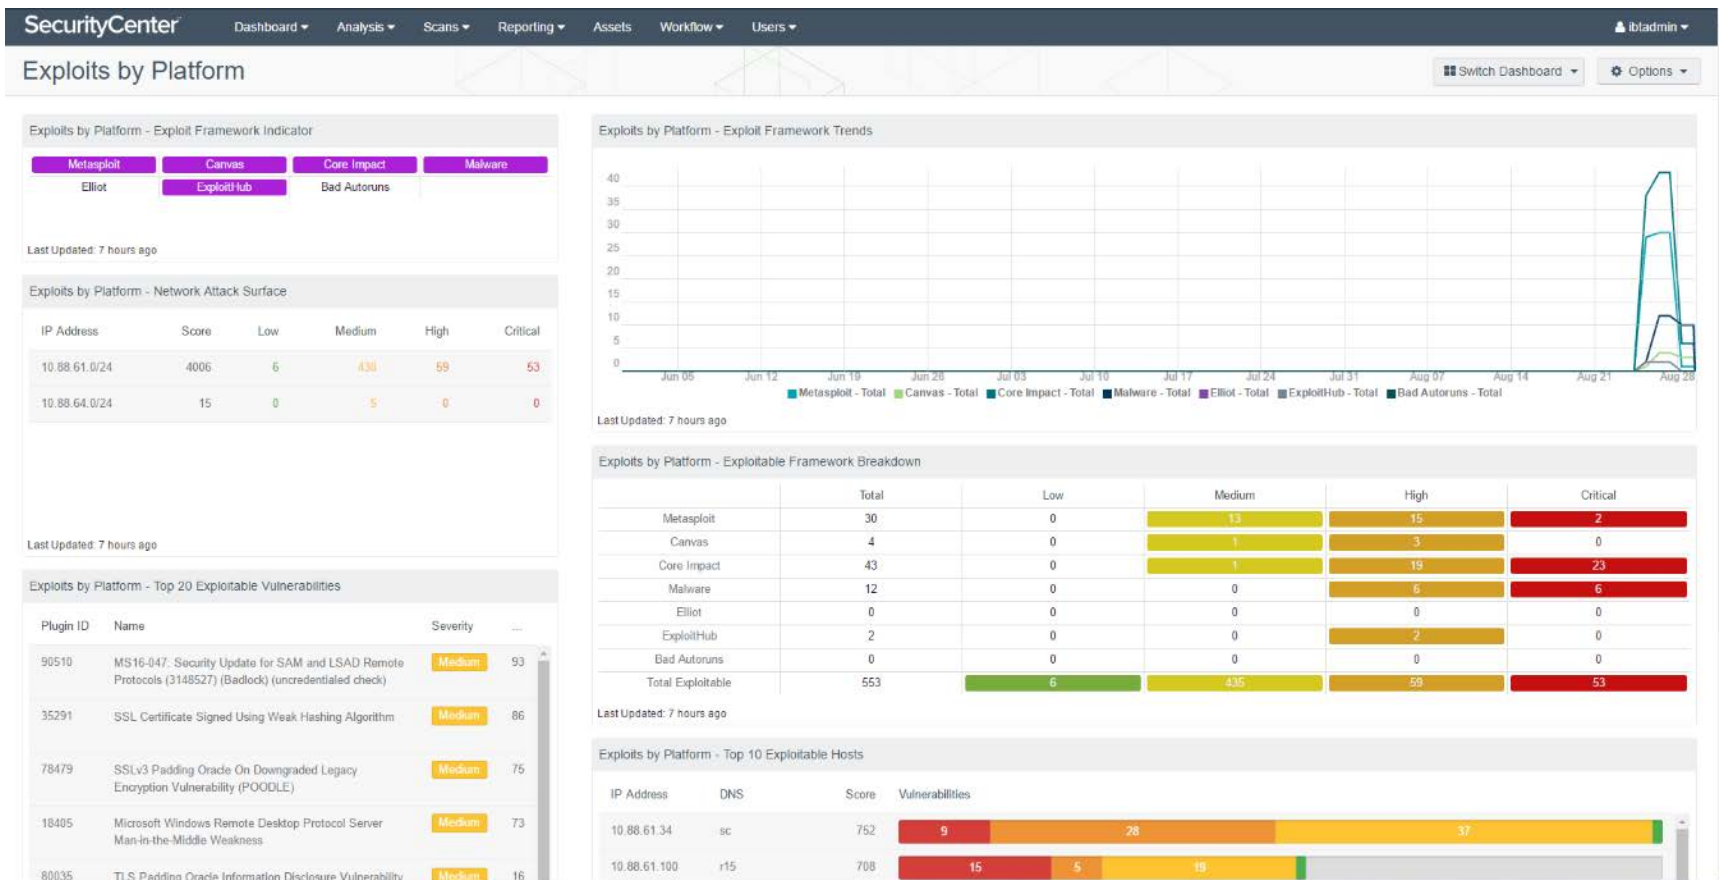 SecurityCenter Dashboard Analysis Scans Reporting Assets Workflow Users ibtadmin
Exploits by Platform
Switch Dashboard Options
Exploits by Platform - Exploit Framework Indicator
Metasploit Canvas Core Impact Malware
Elliot ExploitHub Bad Autoruns
Last Updated: 7 hours ago
Exploits by Platform - Network Attack Surface
IP Address Score Low Medium High Critical
10.88.61.0/24 4006 6 59 53
10.88.64.0/24 15 0 5 0 0
Last Updated: 7 hours ago
Exploits by Platform - Top 20 Exploitable Vulnerabilities
Plugin ID Name Severity ...
90510 MS16-047: Security Update for SAM and LSAD Remote Medium 93
Protocols (3148527) (Badlock) (uncredentialed check)
35291 SSL Certificate Signed Using Weak Hashing Algorithm Medium 86
78479 SSLv3 Padding Oracle On Downgraded Legacy Medium 75
Encryption Vulnerability (POODLE)
18405 Microsoft Windows Remote Desktop Protocol Server Medium 73
Man-in-the-Middle Weakness
80035 TLS Padding Oracle Information Disclosure Vulnerability Medium 16
Exploits by Platform - Exploit Framework Trends
40
35
30
25
20
15
10
5
0
Jun 05 Jun 12 Jun 19 Jun 26 Jul 03 Jul 10 Jul 17 Jul 24 Jul 31 Aug 07 Aug 14 Aug 21 Aug 28
Metasploit - Total Canvas - Total Core Impact - Total Malware - Total Elliot - Total ExploitHub - Total Bad Autoruns - Total
Last Updated: 7 hours ago
Exploits by Platform - Exploitable Framework Breakdown
Total Low Medium High Critical
Metasploit 30 0 13 15 2
Canvas 4 0 1 3 0
Core Impact 43 0 1 19 23
Malware 12 0 0 6 6
Elliot 0 0 0 0 0
ExploitHub 2 0 0 2 0
Bad Autoruns 0 0 0 0 0
Total Exploitable 553 6 435 59 53
Last Updated: 7 hours ago
Exploits by Platform - Top 10 Exploitable Hosts
IP Address DNS Score Vulnerabilities
10.88.61.34 sc 752 9 28 37
10.88.61.100 r15 708 15 5 19